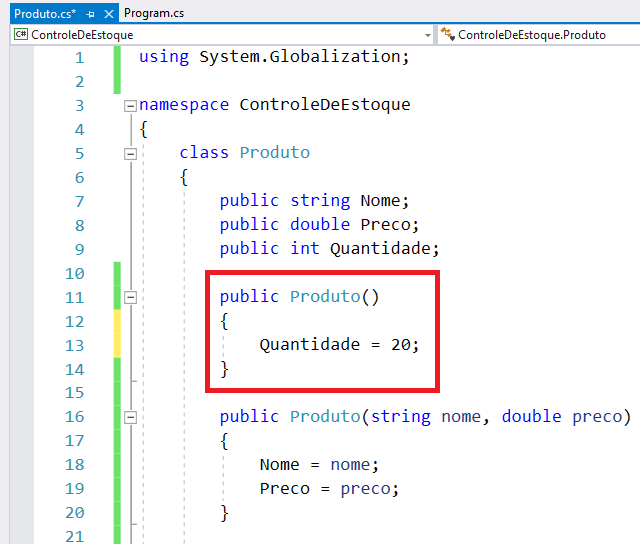 Produto.cs* Program.cs
C# ControleDeEstoque ControleDeEstoque.Produto
1 using System.Globalization;
2
3 namespace ControleDeEstoque
4 {
5 class Produto
6 {
7 public string Nome;
8 public double Preco;
9 public int Quantidade;
10
11 public Produto()
12 {
13 Quantidade = 20;
14 }
15
16 public Produto(string nome, double preco)
17 {
18 Nome = nome;
19 Preco = preco;
20 }
21